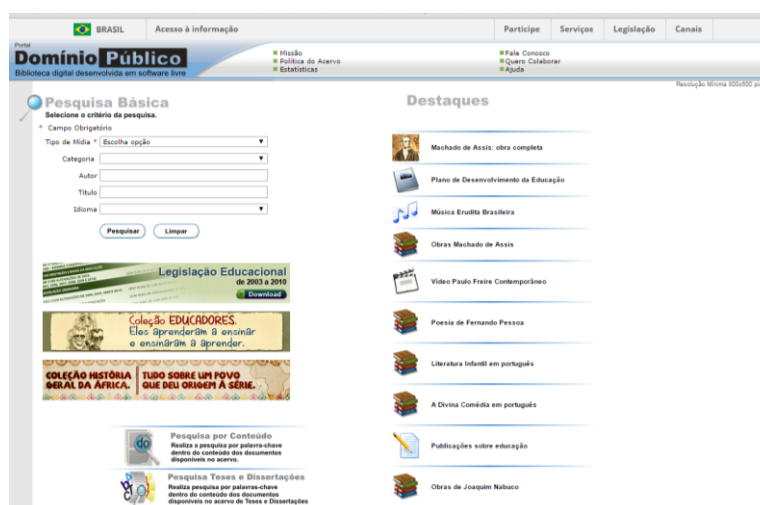 BRASIL
Acesso à informação
Participe
Serviços
Legislação
Canais
Portal
Domínio Público
Biblioteca digital desenvolvida em software livre
Missão
Política do Acervo
Estatísticas
Fale Conosco
Quero Colaborar
Ajuda
Resolução Mínima 800x600
Pesquisa Básica
Selecione o critério da pesquisa.
* Campo Obrigatório
Tipo de Mídia * Escolha opção
Categoria
Autor
Título
Idioma
Pesquisar
Limpar
Legislação Educacional
de 2003 a 2010
Download
Coleção EDUCADORES.
Eles aprenderam a ensinar
e ensinaram a aprender.
COLEÇÃO HISTÓRIA
GERAL DA ÁFRICA.
TUDO SOBRE UM POVO
QUE DEU ORIGEM À SÉRIE.
Pesquisa por Conteúdo
Realiza a pesquisa por palavra-chave
dentro do conteúdo dos documentos
disponíveis no acervo.
Pesquisa Teses e Dissertações
Realiza pesquisa por palavras-chave
dentro do conteúdo dos documentos
disponíveis no acervo de Teses e Dissertações
Destaques
Machado de Assis: obra completa
Plano de Desenvolvimento da Educação
Música Erudita Brasileira
Obras Machado de Assis
Vídeo Paulo Freire Contemporâneo
Poesia de Fernando Pessoa
Literatura Infantil em português
A Divina Comédia em português
Publicações sobre educação
Obras de Joaquim Nabuco